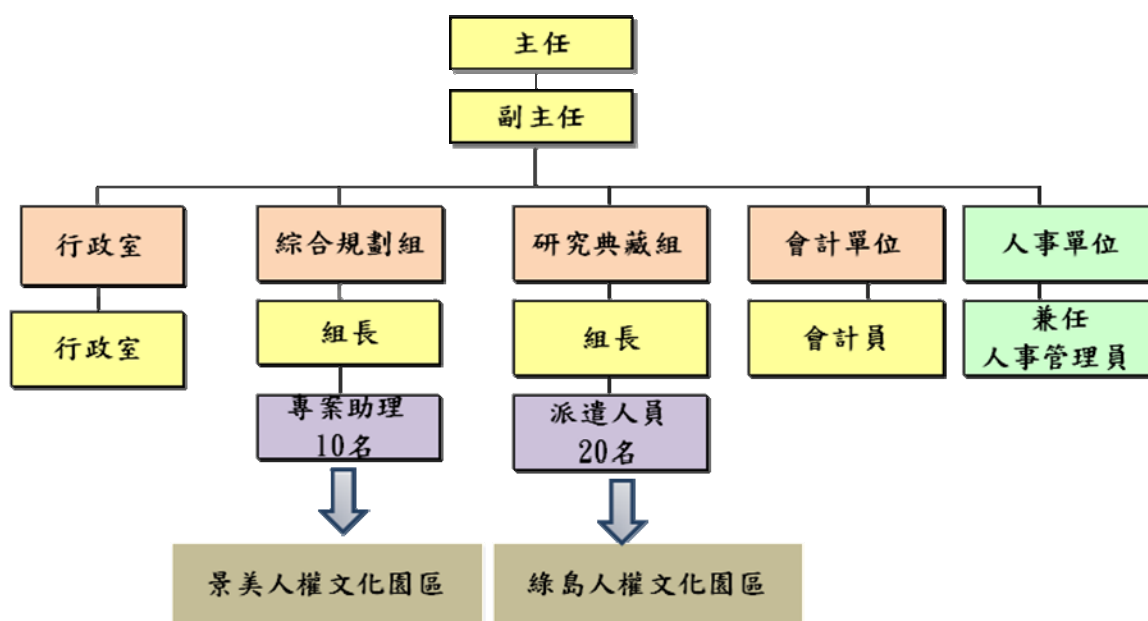 主任
副主任
行政室
綜合規劃組
研究典藏組
會計單位
人事單位
行政室
組長
組長
會計員
兼任
人事管理員
專案助理
10名
派遣人員
20名
景美人權文化園區
綠島人權文化園區